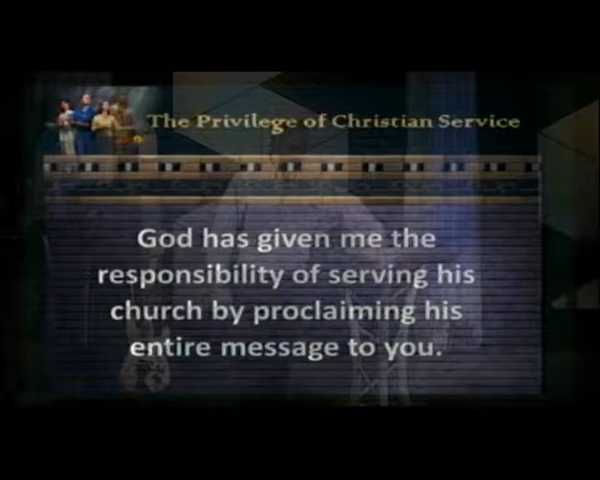 The Privilege of Christian Service
God has given me the
responsibility of serving his
church by proclaiming his
entire message to you.